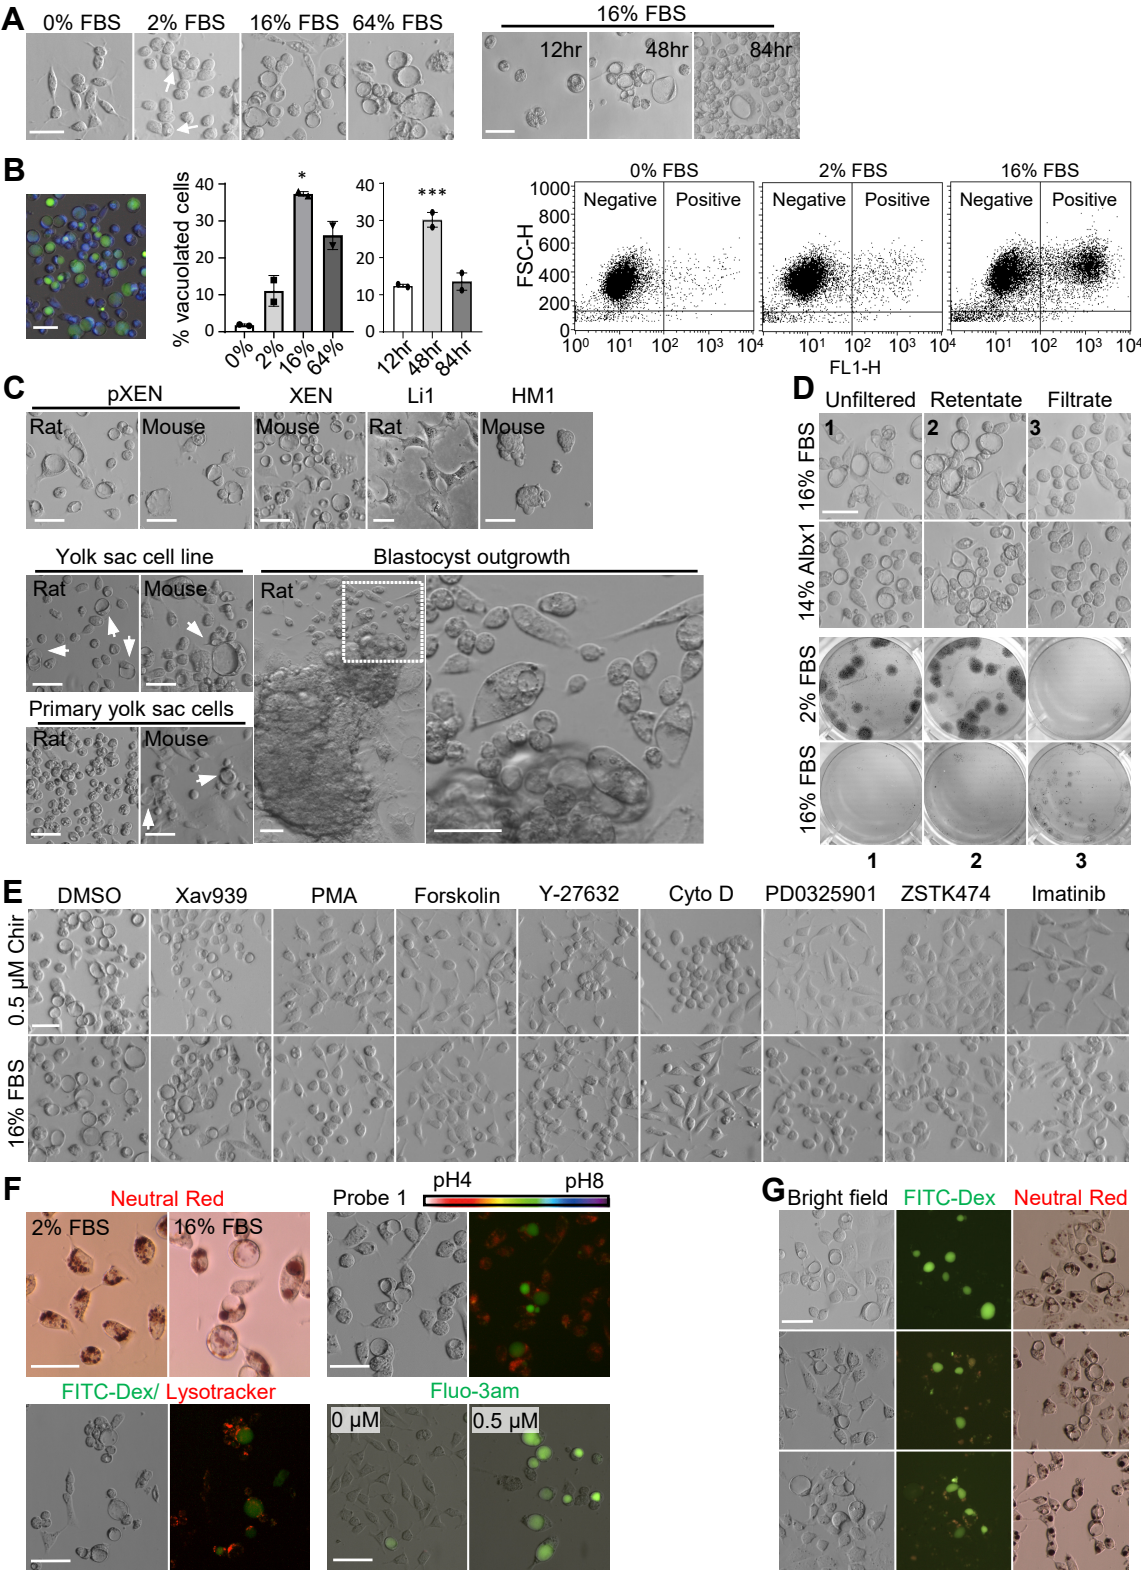 A
0% FBS 2% FBS 16% FBS 64% FBS
16% FBS
12hr 48hr 84hr
B
% vacuolated cells
40
30
20
10
0
*
0% 2% 16% 64%
40
30
20
10
0
***
12hr 48hr 84hr
0% FBS 2% FBS 16% FBS
FSC-H
1000
800
600
400
200
0
Negative Positive Negative Positive Negative Positive
10⁰ 10¹ 10² 10³ 10⁴ 10¹ 10² 10³ 10⁴ 10¹ 10² 10³ 10⁴
FL1-H
C
pXEN XEN Li1 HM1
Rat Mouse Mouse Rat Mouse
Yolk sac cell line Blastocyst outgrowth
Rat Mouse Rat
Primary yolk sac cells
Rat Mouse
D
Unfiltered Retentate Filtrate
16% FBS
1 2 3
14% Albx1
2% FBS
16% FBS
1 2 3
E
DMSO Xav939 PMA Forskolin Y-27632 Cyto D PD0325901 ZSTK474 Imatinib
0.5 µM Chir
16% FBS
F
Neutral Red
2% FBS 16% FBS
Probe 1
pH4 pH8
FITC-Dex/ Lysotracker
Fluo-3am
0 µM 0.5 µM
G
Bright field FITC-Dex Neutral Red